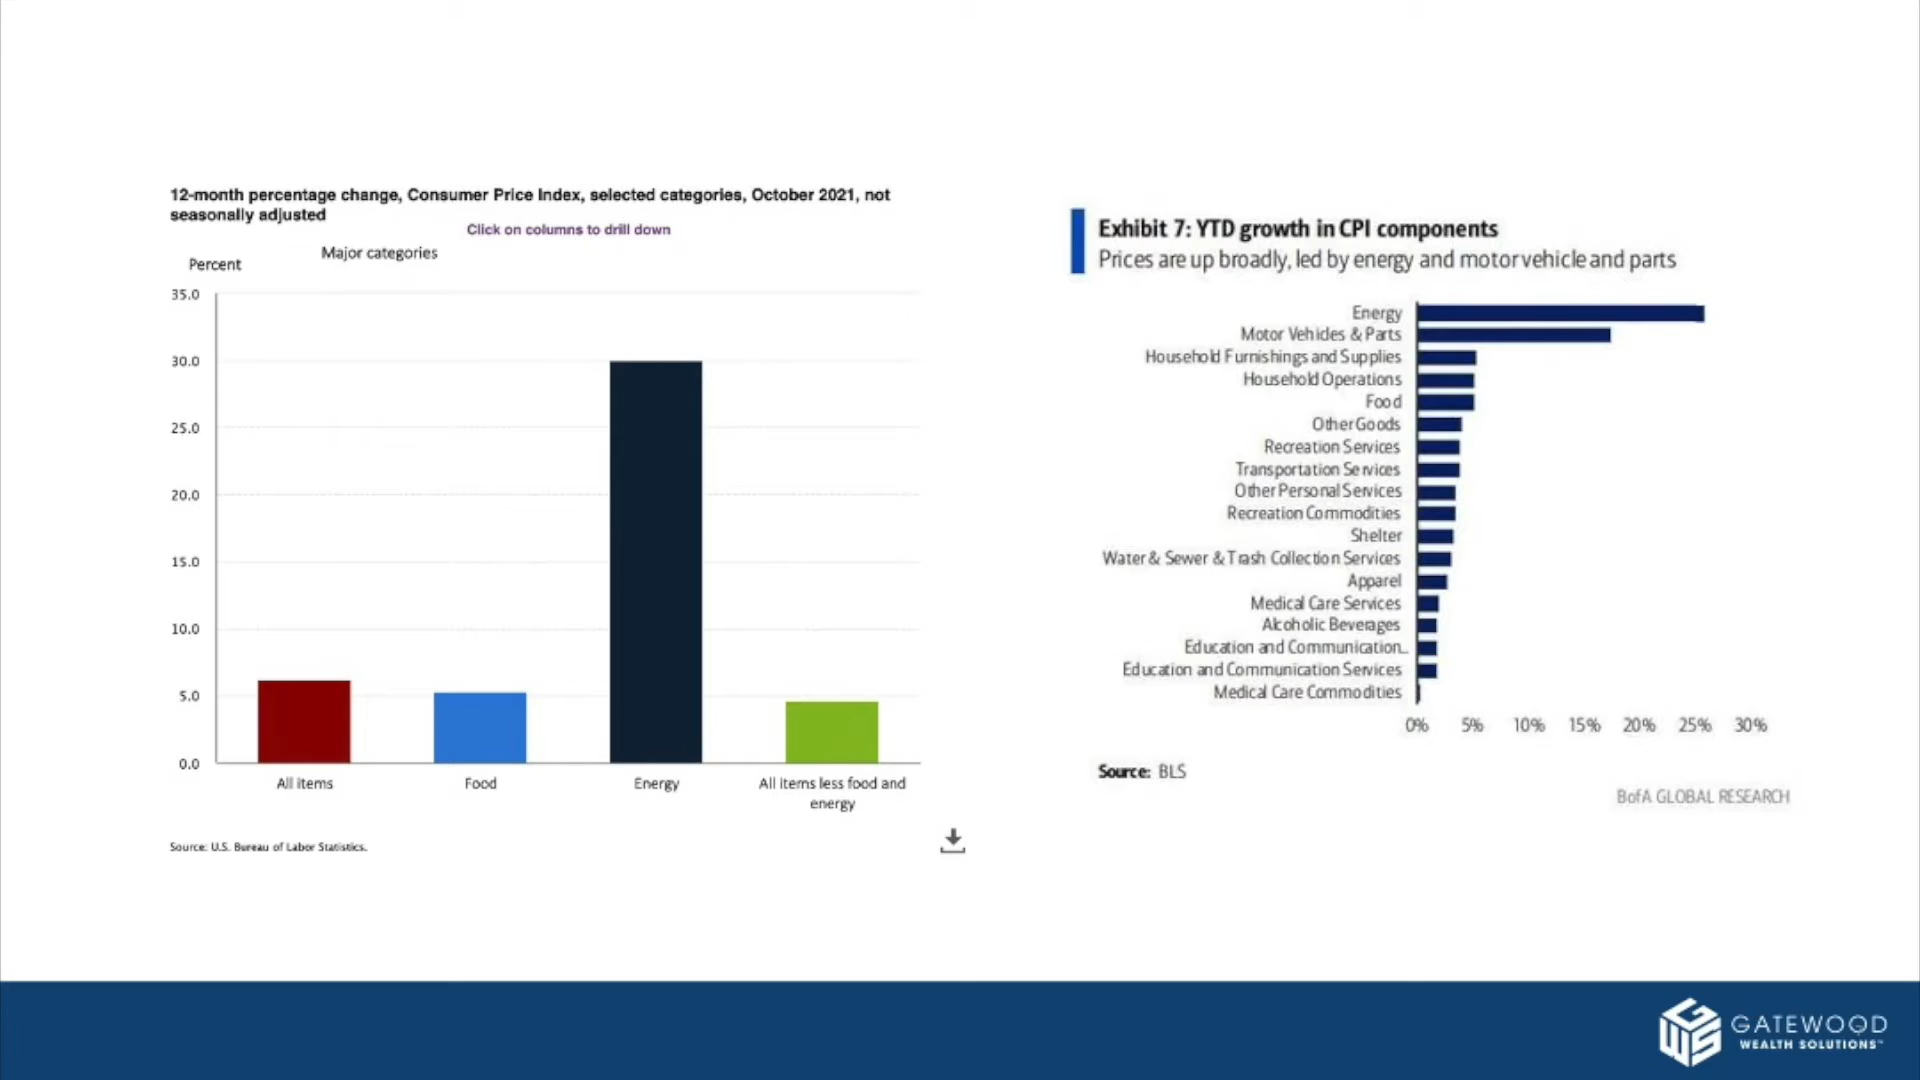 12-month percentage change, Consumer Price Index, selected categories, October 2021, not
seasonally adjusted
Click on columns to drill down
Major categories
Percent
35.0
30.0
25.0
20.0
15.0
10.0
5.0
0.0
All items
Food
Energy
All items less food and
energy
Source: U.S. Bureau of Labor Statistics.
Exhibit 7: YTD growth in CPI components
Prices are up broadly, led by energy and motor vehicle and parts
Energy
Motor Vehicles & Parts
Household Furnishings and Supplies
Household Operations
Food
Other Goods
Recreation Services
Transportation Services
Other Personal Services
Recreation Commodities
Shelter
Water & Sewer & Trash Collection Services
Apparel
Medical Care Services
Alcoholic Beverages
Education and Communication...
Education and Communication Services
Medical Care Commodities
0% 5% 10% 15% 20% 25% 30%
Source: BLS
BofA GLOBAL RESEARCH
GWS
GATEWOOD
WEALTH SOLUTIONS™